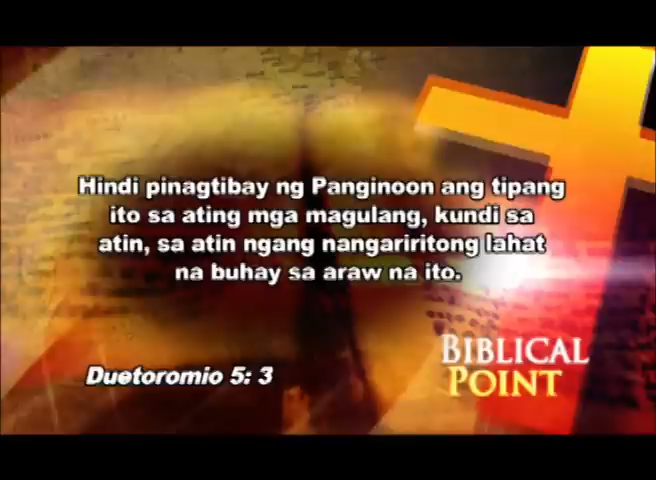 Hindi pinagtibay ng Panginoon ang tipang
ito sa ating mga magulang, kundi sa
atin, sa atin ngang nangariritong lahat
na buhay sa araw na ito.
Duetoromio 5: 3
BIBLICAL
POINT